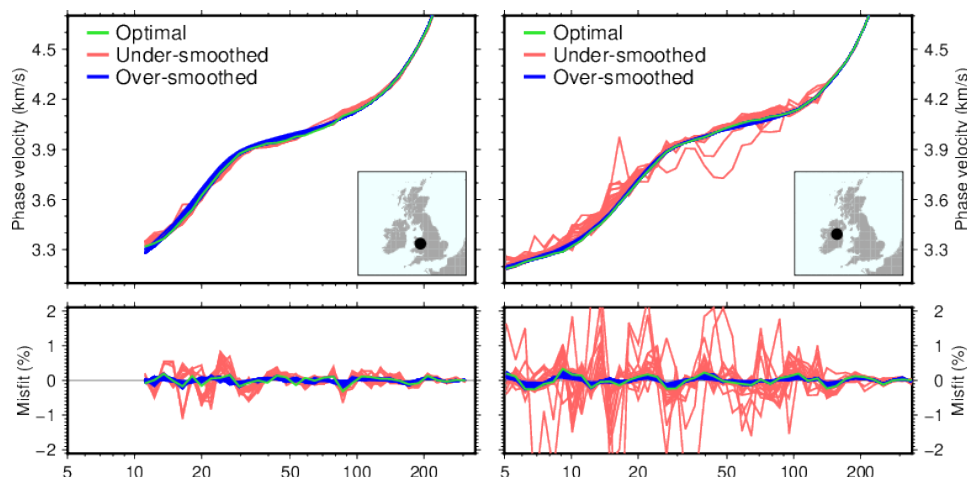 4.5
4.2
3.9
3.6
3.3
Phase velocity (km/s)
Optimal
Under-smoothed
Over-smoothed
Optimal
Under-smoothed
Over-smoothed
4.5
4.2
3.9
3.6
3.3
Phase velocity (km/s)
2
1
0
−1
−2
Misfit (%)
5 10 20 50 100 200
5 10 20 50 100 200
2
1
0
−1
−2
Misfit (%)